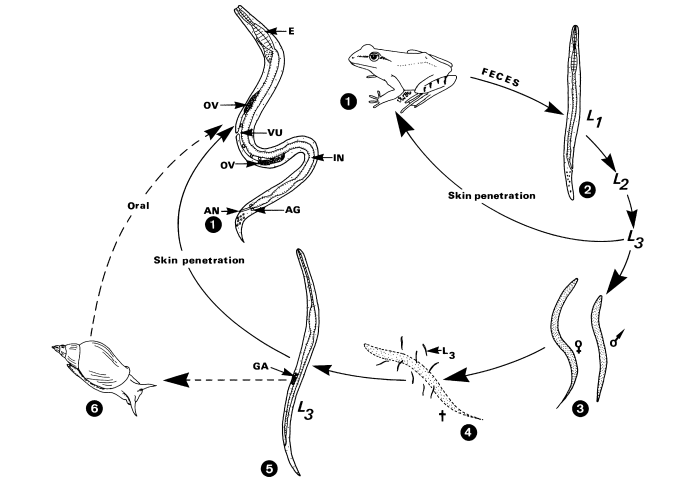 E
OV
VU
OV
IN
AN
AG
1
1
FECES
L1
2
L2
L3
Skin penetration
Oral
Skin penetration
♀
♂
3
L3
†
4
GA
L3
5
6